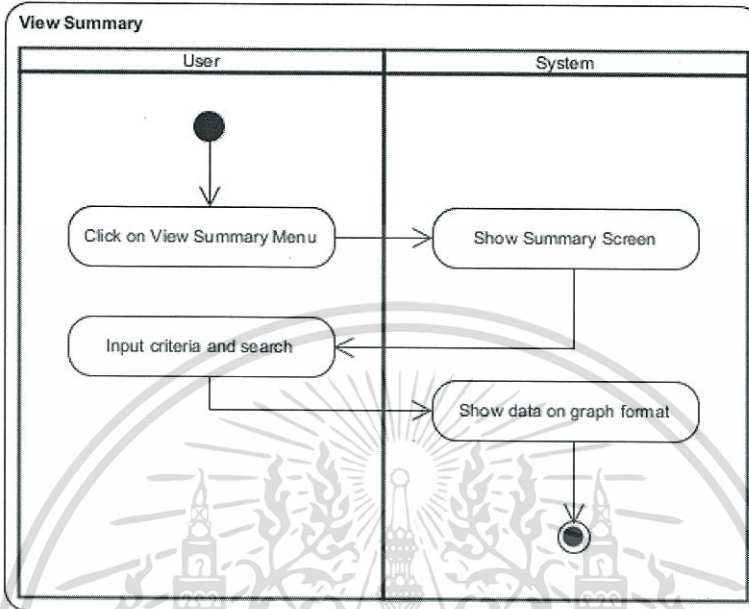 View Summary
User
System
Click on View Summary Menu
Show Summary Screen
Input criteria and search
Show data on graph format